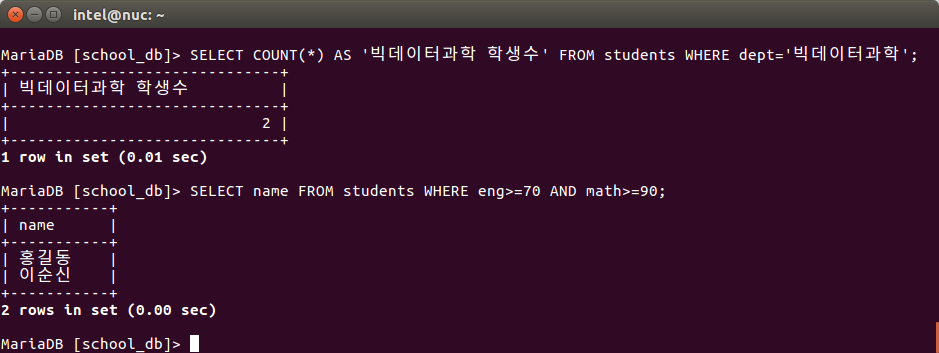 intel@nuc: ~
MariaDB [school_db]> SELECT COUNT(*) AS '빅데이터과학 학생수' FROM students WHERE dept='빅데이터과학';
+------------------------------+
| 빅데이터과학 학생수          |
+------------------------------+
|                            2 |
+------------------------------+
1 row in set (0.01 sec)
MariaDB [school_db]> SELECT name FROM students WHERE eng>=70 AND math>=90;
+-----------+
| name      |
+-----------+
| 홍길동    |
| 이순신    |
+-----------+
2 rows in set (0.00 sec)
MariaDB [school_db]>